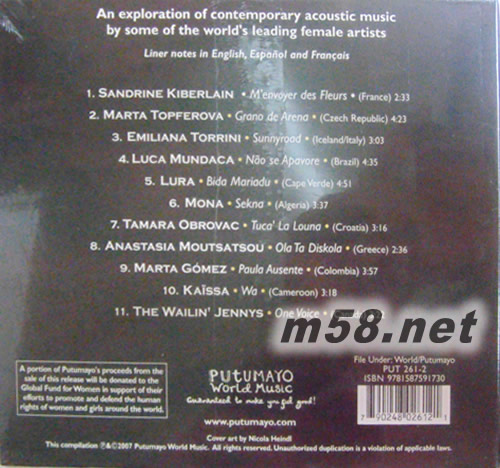 An exploration of contemporary acoustic music
by some of the world's leading female artists
Liner notes in English, Español and Français
1. SANDRINE KIBERLAIN • M'envoyer des Fleurs • (France) 2:33
2. MARTA TOPFEROVA • Grano de Arena • (Czech Republic) 4:23
3. EMILIANA TORRINI • Sunnyroad • (Iceland/Italy) 3:03
4. LUCA MUNDACA • Não se Apavore • (Brazil) 4:35
5. LURA • Bida Mariadu • (Cape Verde) 4:51
6. MONA • Sekna • (Algeria) 3:37
7. TAMARA OBROVAC • Tuca' La Louna • (Croatia) 3:16
8. ANASTASIA MOUTSATSOU • Ola Ta Diskola • (Greece) 2:36
9. MARTA GÓMEZ • Paula Ausente • (Colombia) 3:57
10. KAÏSSA • Wa • (Cameroon) 3:18
11. THE WAILIN' JENNYS • One Voice •
m58.net
A portion of Putumayo's proceeds from the
sale of this release will be donated to the
Global Fund for Women in support of their
efforts to promote and defend the human
rights of women and girls around the world.
PUTUMAYO
World Music
Guaranteed to make you feel good!
www.putumayo.com
File Under: World/Putumayo
PUT 261-2
ISBN 9781587591730
7 90248 02612 1
Cover art by Nicola Heindl
This compilation ℗&©2007 Putumayo World Music. All rights reserved. Unauthorized duplication is a violation of applicable laws.